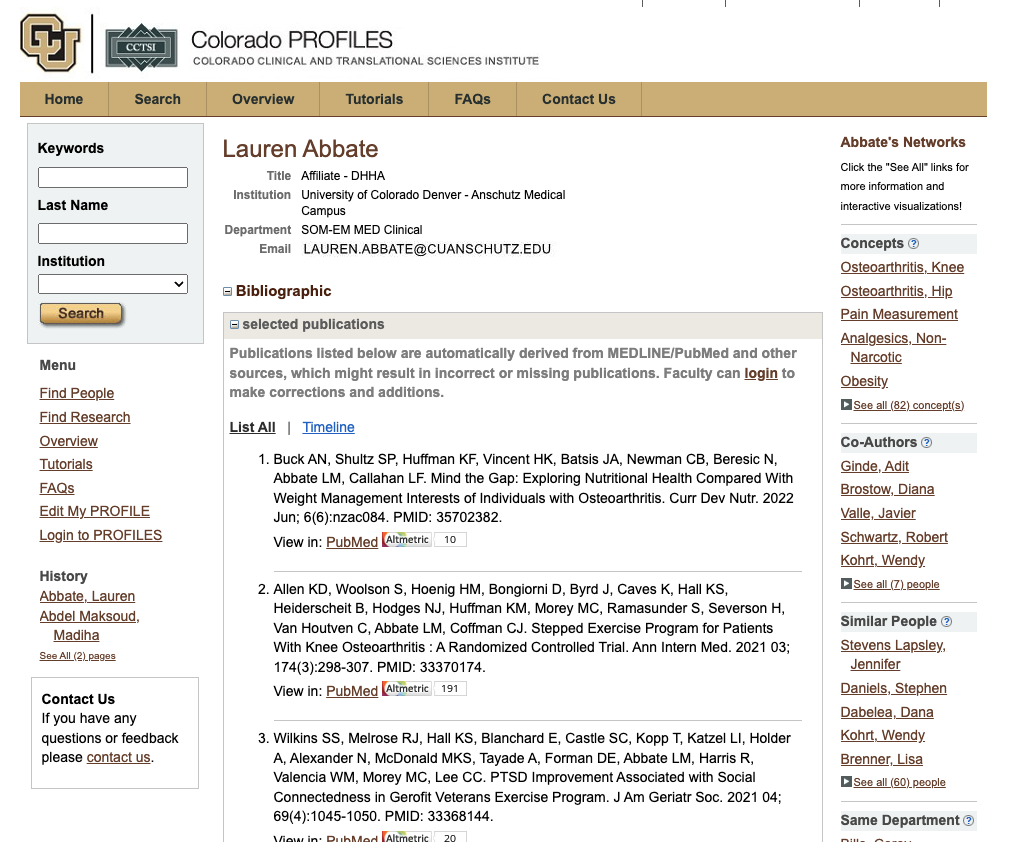 CU
CCTSI
Colorado PROFILES
COLORADO CLINICAL AND TRANSLATIONAL SCIENCES INSTITUTE
Home
Search
Overview
Tutorials
FAQs
Contact Us
Keywords
Last Name
Institution
Search
Menu
Find People
Find Research
Overview
Tutorials
FAQs
Edit My PROFILE
Login to PROFILES
History
Abbate, Lauren
Abdel Maksoud,
Madiha
See All (2) pages
Contact Us
If you have any
questions or feedback
please contact us.
Lauren Abbate
Title Affiliate - DHHA
Institution University of Colorado Denver - Anschutz Medical
Campus
Department SOM-EM MED Clinical
Email LAUREN.ABBATE@CUANSCHUTZ.EDU
Bibliographic
selected publications
Publications listed below are automatically derived from MEDLINE/PubMed and other
sources, which might result in incorrect or missing publications. Faculty can login to
make corrections and additions.
List All | Timeline
1. Buck AN, Shultz SP, Huffman KF, Vincent HK, Batsis JA, Newman CB, Beresic N,
Abbate LM, Callahan LF. Mind the Gap: Exploring Nutritional Health Compared With
Weight Management Interests of Individuals with Osteoarthritis. Curr Dev Nutr. 2022
Jun; 6(6):nzac084. PMID: 35702382.
View in: PubMed Altmetric 10
2. Allen KD, Woolson S, Hoenig HM, Bongiorni D, Byrd J, Caves K, Hall KS,
Heiderscheit B, Hodges NJ, Huffman KM, Morey MC, Ramasunder S, Severson H,
Van Houtven C, Abbate LM, Coffman CJ. Stepped Exercise Program for Patients
With Knee Osteoarthritis : A Randomized Controlled Trial. Ann Intern Med. 2021 03;
174(3):298-307. PMID: 33370174.
View in: PubMed Altmetric 191
3. Wilkins SS, Melrose RJ, Hall KS, Blanchard E, Castle SC, Kopp T, Katzel LI, Holder
A, Alexander N, McDonald MKS, Tayade A, Forman DE, Abbate LM, Harris R,
Valencia WM, Morey MC, Lee CC. PTSD Improvement Associated with Social
Connectedness in Gerofit Veterans Exercise Program. J Am Geriatr Soc. 2021 04;
69(4):1045-1050. PMID: 33368144.
View in: PubMed Altmetric 20
Abbate's Networks
Click the "See All" links for
more information and
interactive visualizations!
Concepts ?
Osteoarthritis, Knee
Osteoarthritis, Hip
Pain Measurement
Analgesics, Non-
Narcotic
Obesity
See all (82) concept(s)
Co-Authors ?
Ginde, Adit
Brostow, Diana
Valle, Javier
Schwartz, Robert
Kohrt, Wendy
See all (7) people
Similar People ?
Stevens Lapsley,
Jennifer
Daniels, Stephen
Dabelea, Dana
Kohrt, Wendy
Brenner, Lisa
See all (60) people
Same Department ?